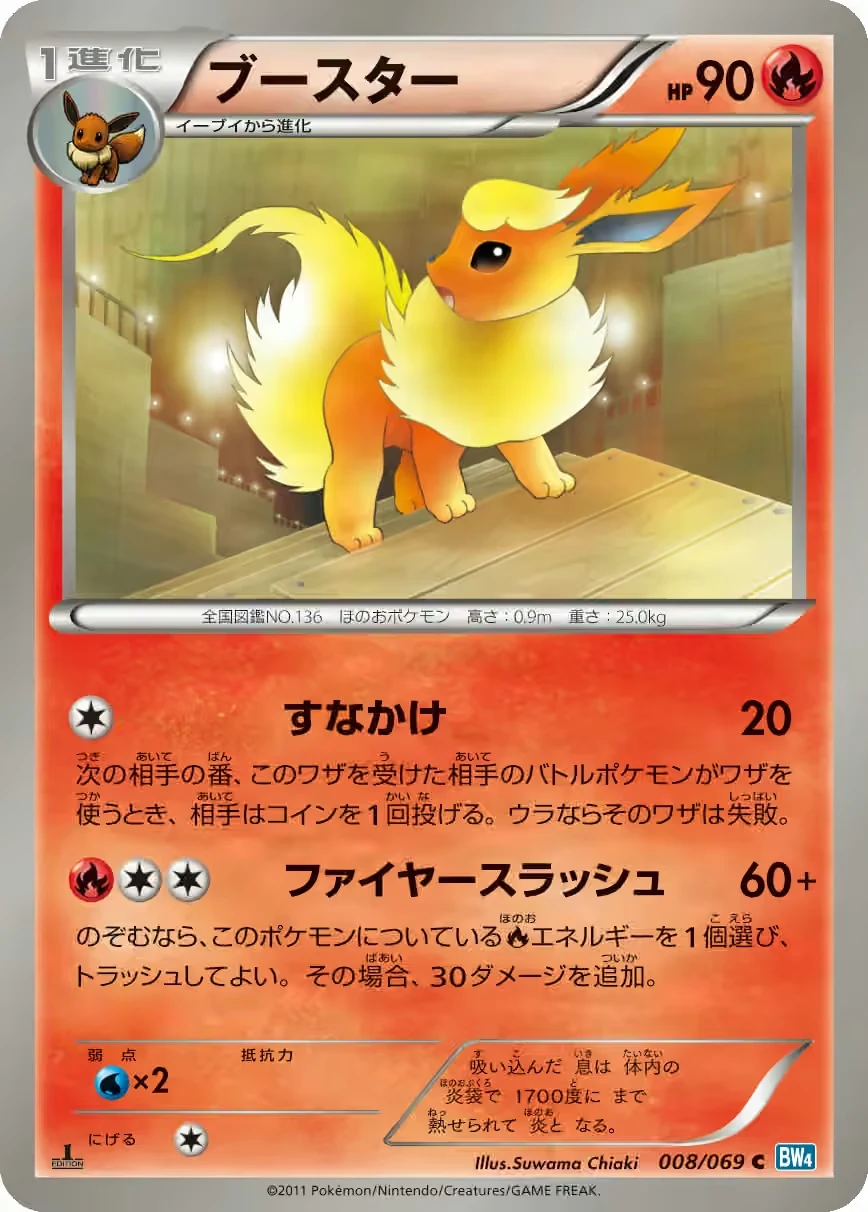 1進化
ブースター
HP90
イーブイから進化
全国図鑑NO.136 ほのおポケモン 高さ：0.9m 重さ：25.0kg
すなかけ 20
次の相手の番、このワザを受けた相手のバトルポケモンがワザを
使うとき、相手はコインを1回投げる。ウラならそのワザは失敗。
ファイヤースラッシュ 60+
のぞむなら、このポケモンについているエネルギーを1個選び、
トラッシュしてよい。その場合、30ダメージを追加。
弱点 抵抗力
×2
にげる
吸い込んだ 息は 体内の
炎袋で 1700度に まで
熱せられて 炎と なる。
1 EDITION
Illus.Suwama Chiaki 008/069 C BW4
©2011 Pokémon/Nintendo/Creatures/GAME FREAK.